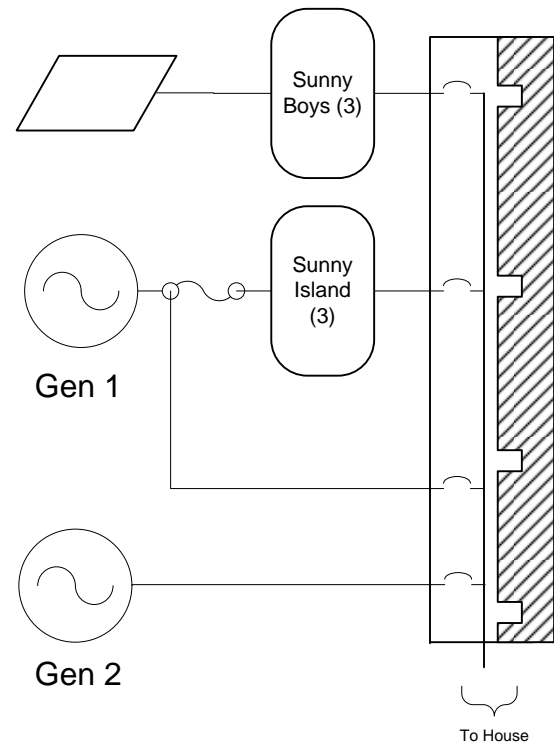 Sunny
Boys (3)
Sunny
Island
(3)
Gen 1
Gen 2
To House